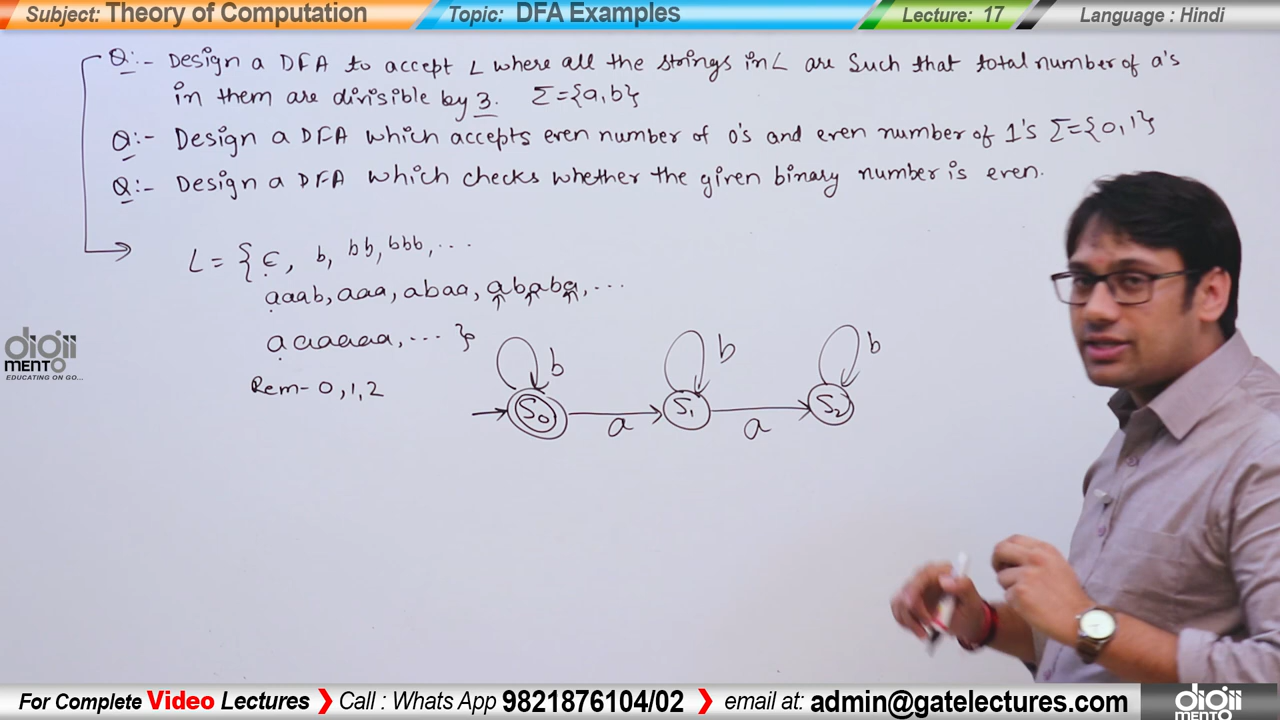 Subject: Theory of Computation Topic: DFA Examples Lecture: 17 Language : Hindi
Q:- Design a DFA to accept L where all the strings in L are Such that total number of a's
in them are divisible by 3. Σ={a,b}
Q:- Design a DFA which accepts even number of 0's and even number of 1's Σ={0,1}
Q:- Design a DFA which checks whether the given binary number is even.
L = { ε, b, bb, bbb, ...
aaab, aaa, abaa, ababa, ...
aaaaaa, ... }
Rem- 0, 1, 2
b b b
S0 S1 S2
a a
digii
MENTO
EDUCATING ON GO...
For Complete Video Lectures ❯ Call : Whats App 9821876104/02 ❯ email at: admin@gatelectures.com
digii
MENTO